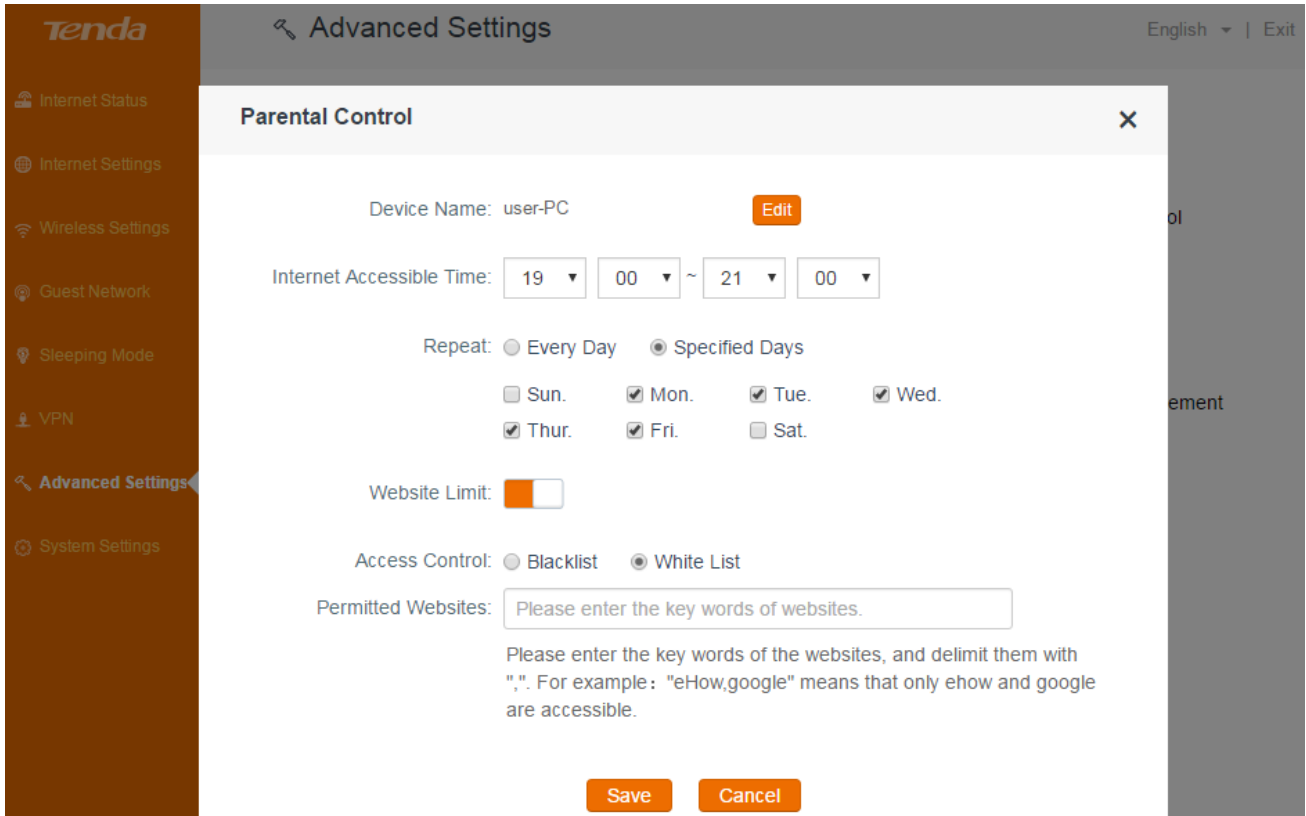 Tenda
Advanced Settings
English | Exit
Internet Status
Internet Settings
Wireless Settings
Guest Network
Sleeping Mode
VPN
Advanced Settings
System Settings
Parental Control ×
Device Name: user-PC Edit
ol
Internet Accessible Time: 19 00 ~ 21 00
Repeat: Every Day Specified Days
Sun. Mon. Tue. Wed.
ement
Thur. Fri. Sat.
Website Limit:
Access Control: Blacklist White List
Permitted Websites: Please enter the key words of websites.
Please enter the key words of the websites, and delimit them with
",". For example："eHow,google" means that only ehow and google
are accessible.
Save Cancel